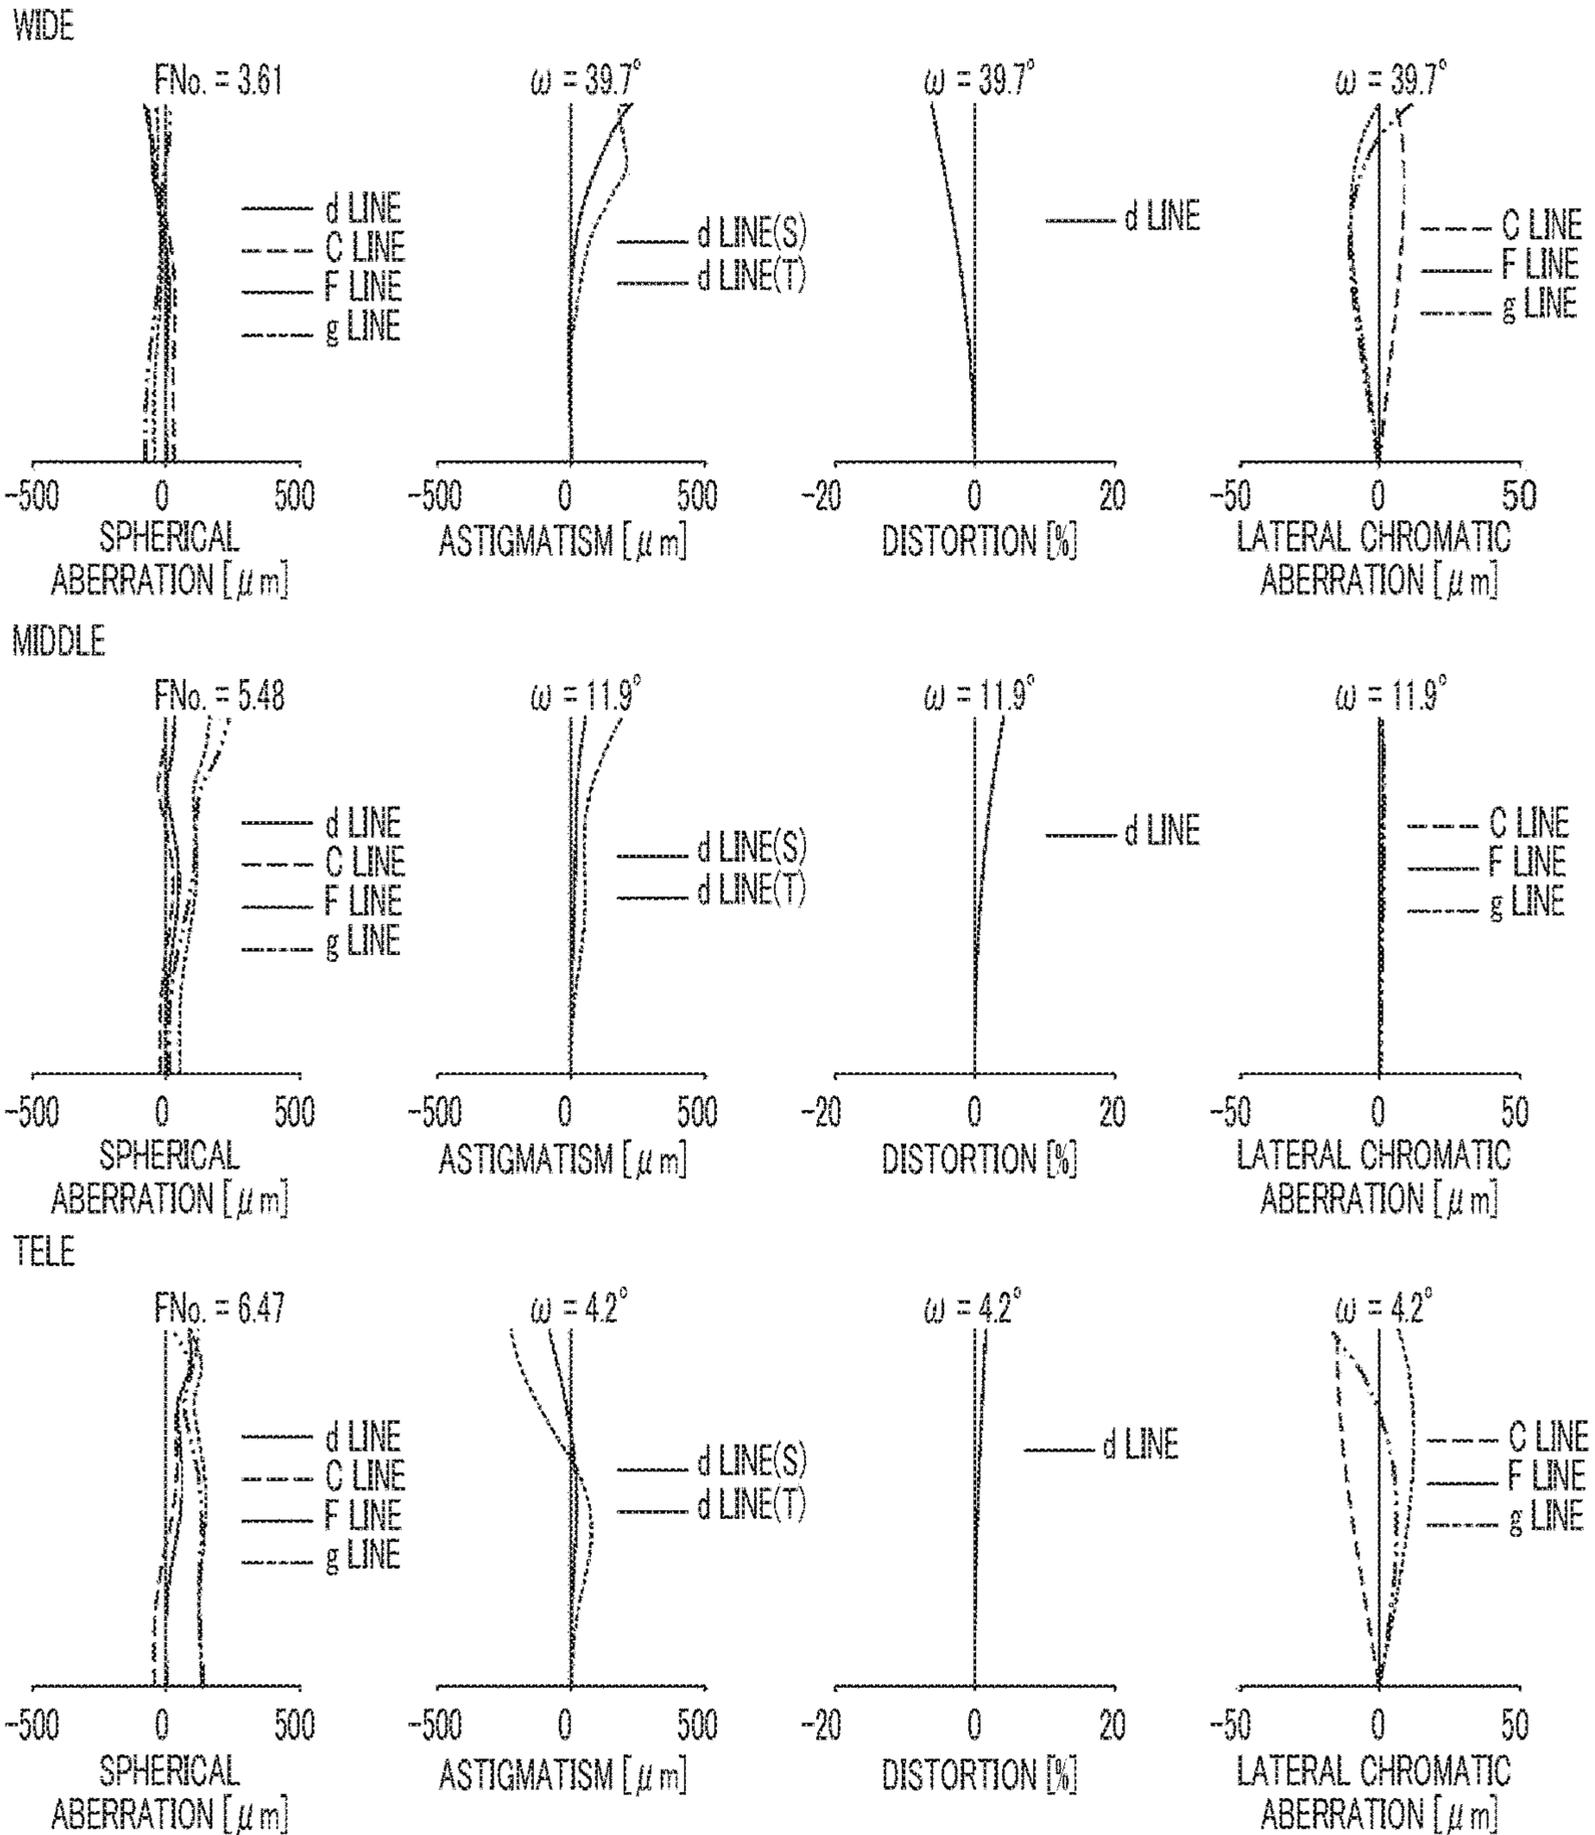 WIDE
FNo. = 3.61
d LINE
C LINE
F LINE
g LINE
-500 0 500
SPHERICAL
ABERRATION [μm]
ω = 39.7°
d LINE(S)
d LINE(T)
-500 0 500
ASTIGMATISM [μm]
ω = 39.7°
d LINE
-20 0 20
DISTORTION [%]
ω = 39.7°
C LINE
F LINE
g LINE
-50 0 50
LATERAL CHROMATIC
ABERRATION [μm]
MIDDLE
FNo. = 5.48
d LINE
C LINE
F LINE
g LINE
-500 0 500
SPHERICAL
ABERRATION [μm]
ω = 11.9°
d LINE(S)
d LINE(T)
-500 0 500
ASTIGMATISM [μm]
ω = 11.9°
d LINE
-20 0 20
DISTORTION [%]
ω = 11.9°
C LINE
F LINE
g LINE
-50 0 50
LATERAL CHROMATIC
ABERRATION [μm]
TELE
FNo. = 6.47
d LINE
C LINE
F LINE
g LINE
-500 0 500
SPHERICAL
ABERRATION [μm]
ω = 4.2°
d LINE(S)
d LINE(T)
-500 0 500
ASTIGMATISM [μm]
ω = 4.2°
d LINE
-20 0 20
DISTORTION [%]
ω = 4.2°
C LINE
F LINE
g LINE
-50 0 50
LATERAL CHROMATIC
ABERRATION [μm]